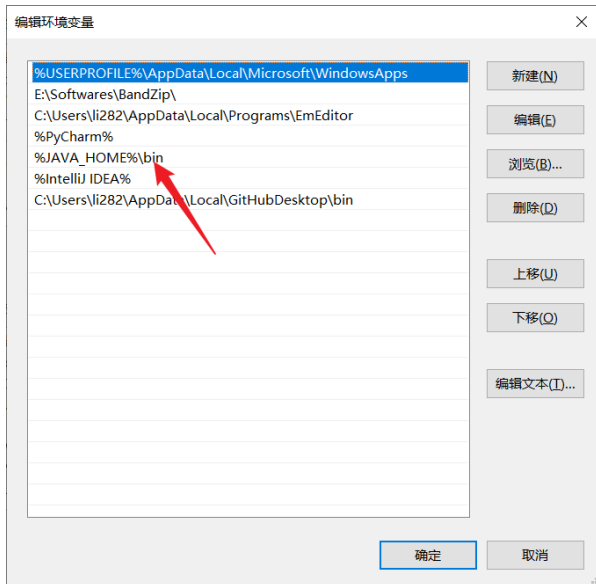 编辑环境变量
%USERPROFILE%\AppData\Local\Microsoft\WindowsApps
E:\Softwares\BandZip\
C:\Users\li282\AppData\Local\Programs\EmEditor
%PyCharm%
%JAVA_HOME%\bin
%IntelliJ IDEA%
C:\Users\li282\AppData\Local\GitHubDesktop\bin
新建(N)
编辑(E)
浏览(B)...
删除(D)
上移(U)
下移(O)
编辑文本(T)...
确定
取消